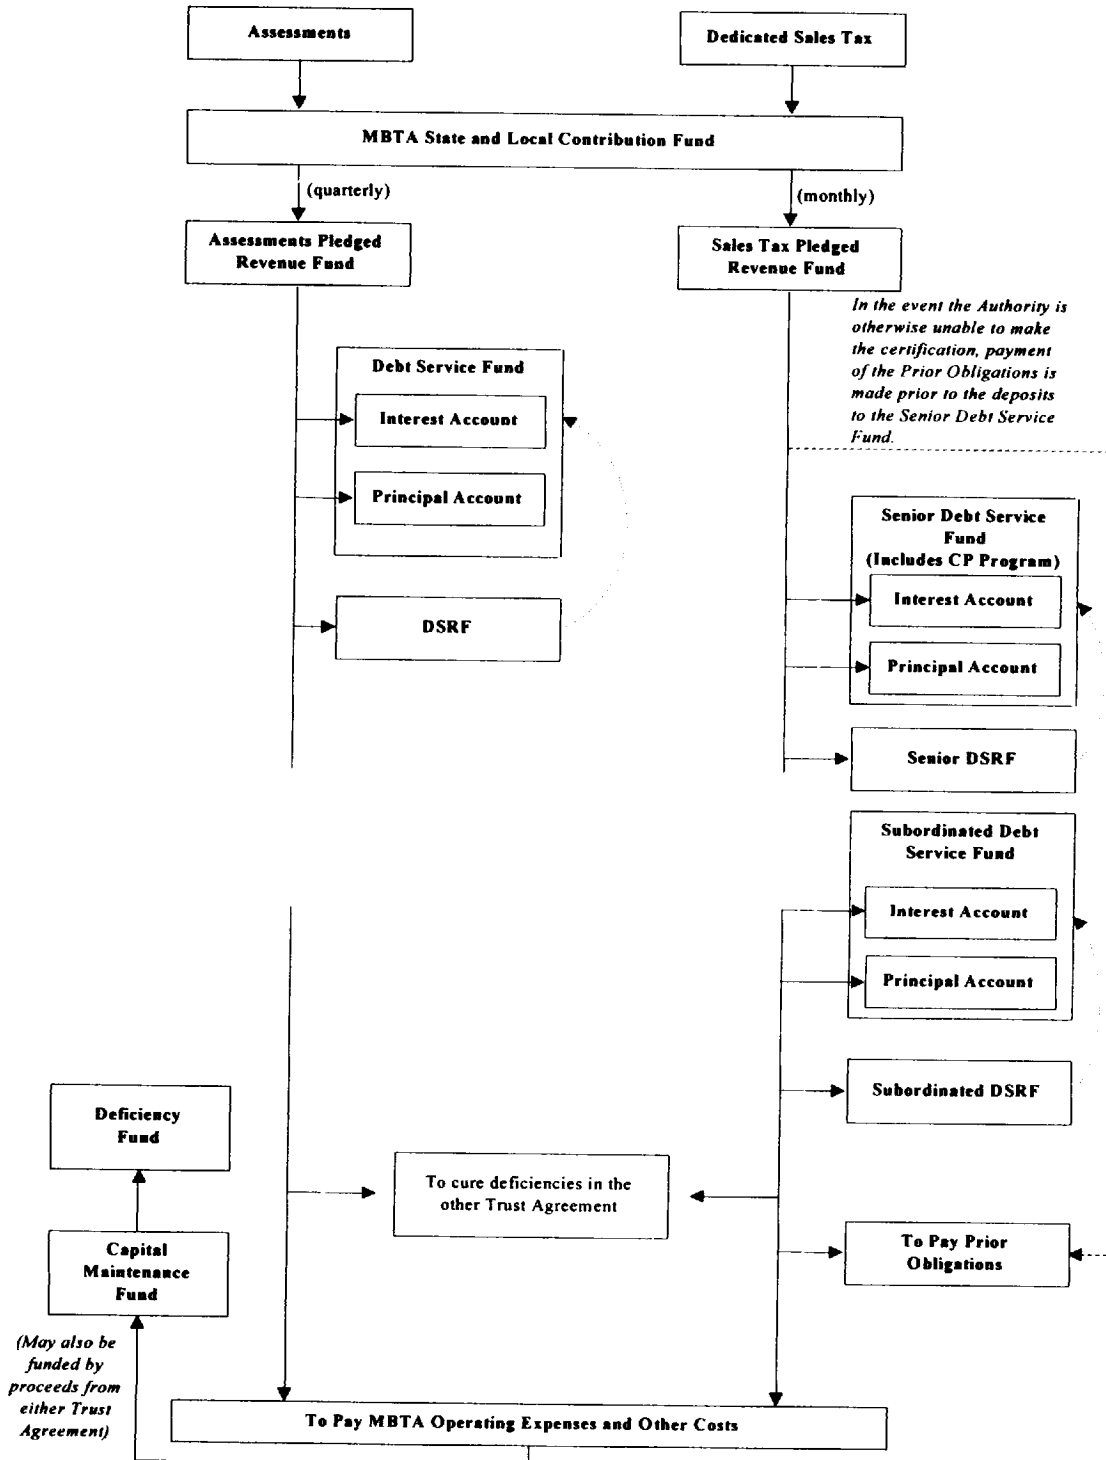 Assessments
Dedicated Sales Tax
MBTA State and Local Contribution Fund
(quarterly)
(monthly)
Assessments Pledged
Revenue Fund
Sales Tax Pledged
Revenue Fund
In the event the Authority is
otherwise unable to make
the certification, payment
of the Prior Obligations is
made prior to the deposits
to the Senior Debt Service
Fund.
Debt Service Fund
Interest Account
Principal Account
DSRF
Senior Debt Service
Fund
(Includes CP Program)
Interest Account
Principal Account
Senior DSRF
Subordinated Debt
Service Fund
Interest Account
Principal Account
Subordinated DSRF
Deficiency
Fund
To cure deficiencies in the
other Trust Agreement
To Pay Prior
Obligations
Capital
Maintenance
Fund
(May also be
funded by
proceeds from
either Trust
Agreement)
To Pay MBTA Operating Expenses and Other Costs